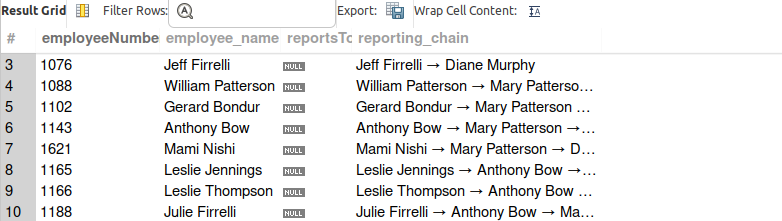 Result Grid Filter Rows: Export: Wrap Cell Content: IA
# employeeNumbe employee_name reportsTc reporting_chain
3 1076 Jeff Firrelli NULL Jeff Firrelli → Diane Murphy
4 1088 William Patterson NULL William Patterson → Mary Patterso...
5 1102 Gerard Bondur NULL Gerard Bondur → Mary Patterson ...
6 1143 Anthony Bow NULL Anthony Bow → Mary Patterson →...
7 1621 Mami Nishi NULL Mami Nishi → Mary Patterson → D...
8 1165 Leslie Jennings NULL Leslie Jennings → Anthony Bow →...
9 1166 Leslie Thompson NULL Leslie Thompson → Anthony Bow ...
10 1188 Julie Firrelli NULL Julie Firrelli → Anthony Bow → Ma...